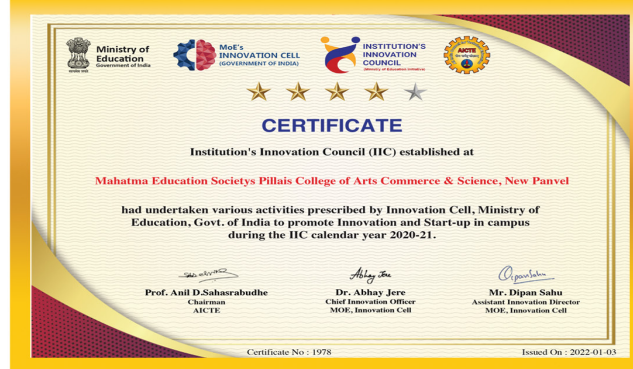 Ministry of
Education
Government of India
MoE's
INNOVATION CELL
(GOVERNMENT OF INDIA)
INSTITUTION'S
INNOVATION
COUNCIL
(Ministry of Education Initiative)
AICTE
CERTIFICATE
Institution's Innovation Council (IIC) established at
Mahatma Education Societys Pillais College of Arts Commerce & Science, New Panvel
had undertaken various activities prescribed by Innovation Cell, Ministry of
Education, Govt. of India to promote Innovation and Start-up in campus
during the IIC calendar year 2020-21.
Abhay Jere
Prof. Anil D.Sahasrabudhe
Chairman
AICTE
Dr. Abhay Jere
Chief Innovation Officer
MOE, Innovation Cell
Mr. Dipan Sahu
Assistant Innovation Director
MOE, Innovation Cell
Certificate No : 1978
Issued On : 2022-01-03